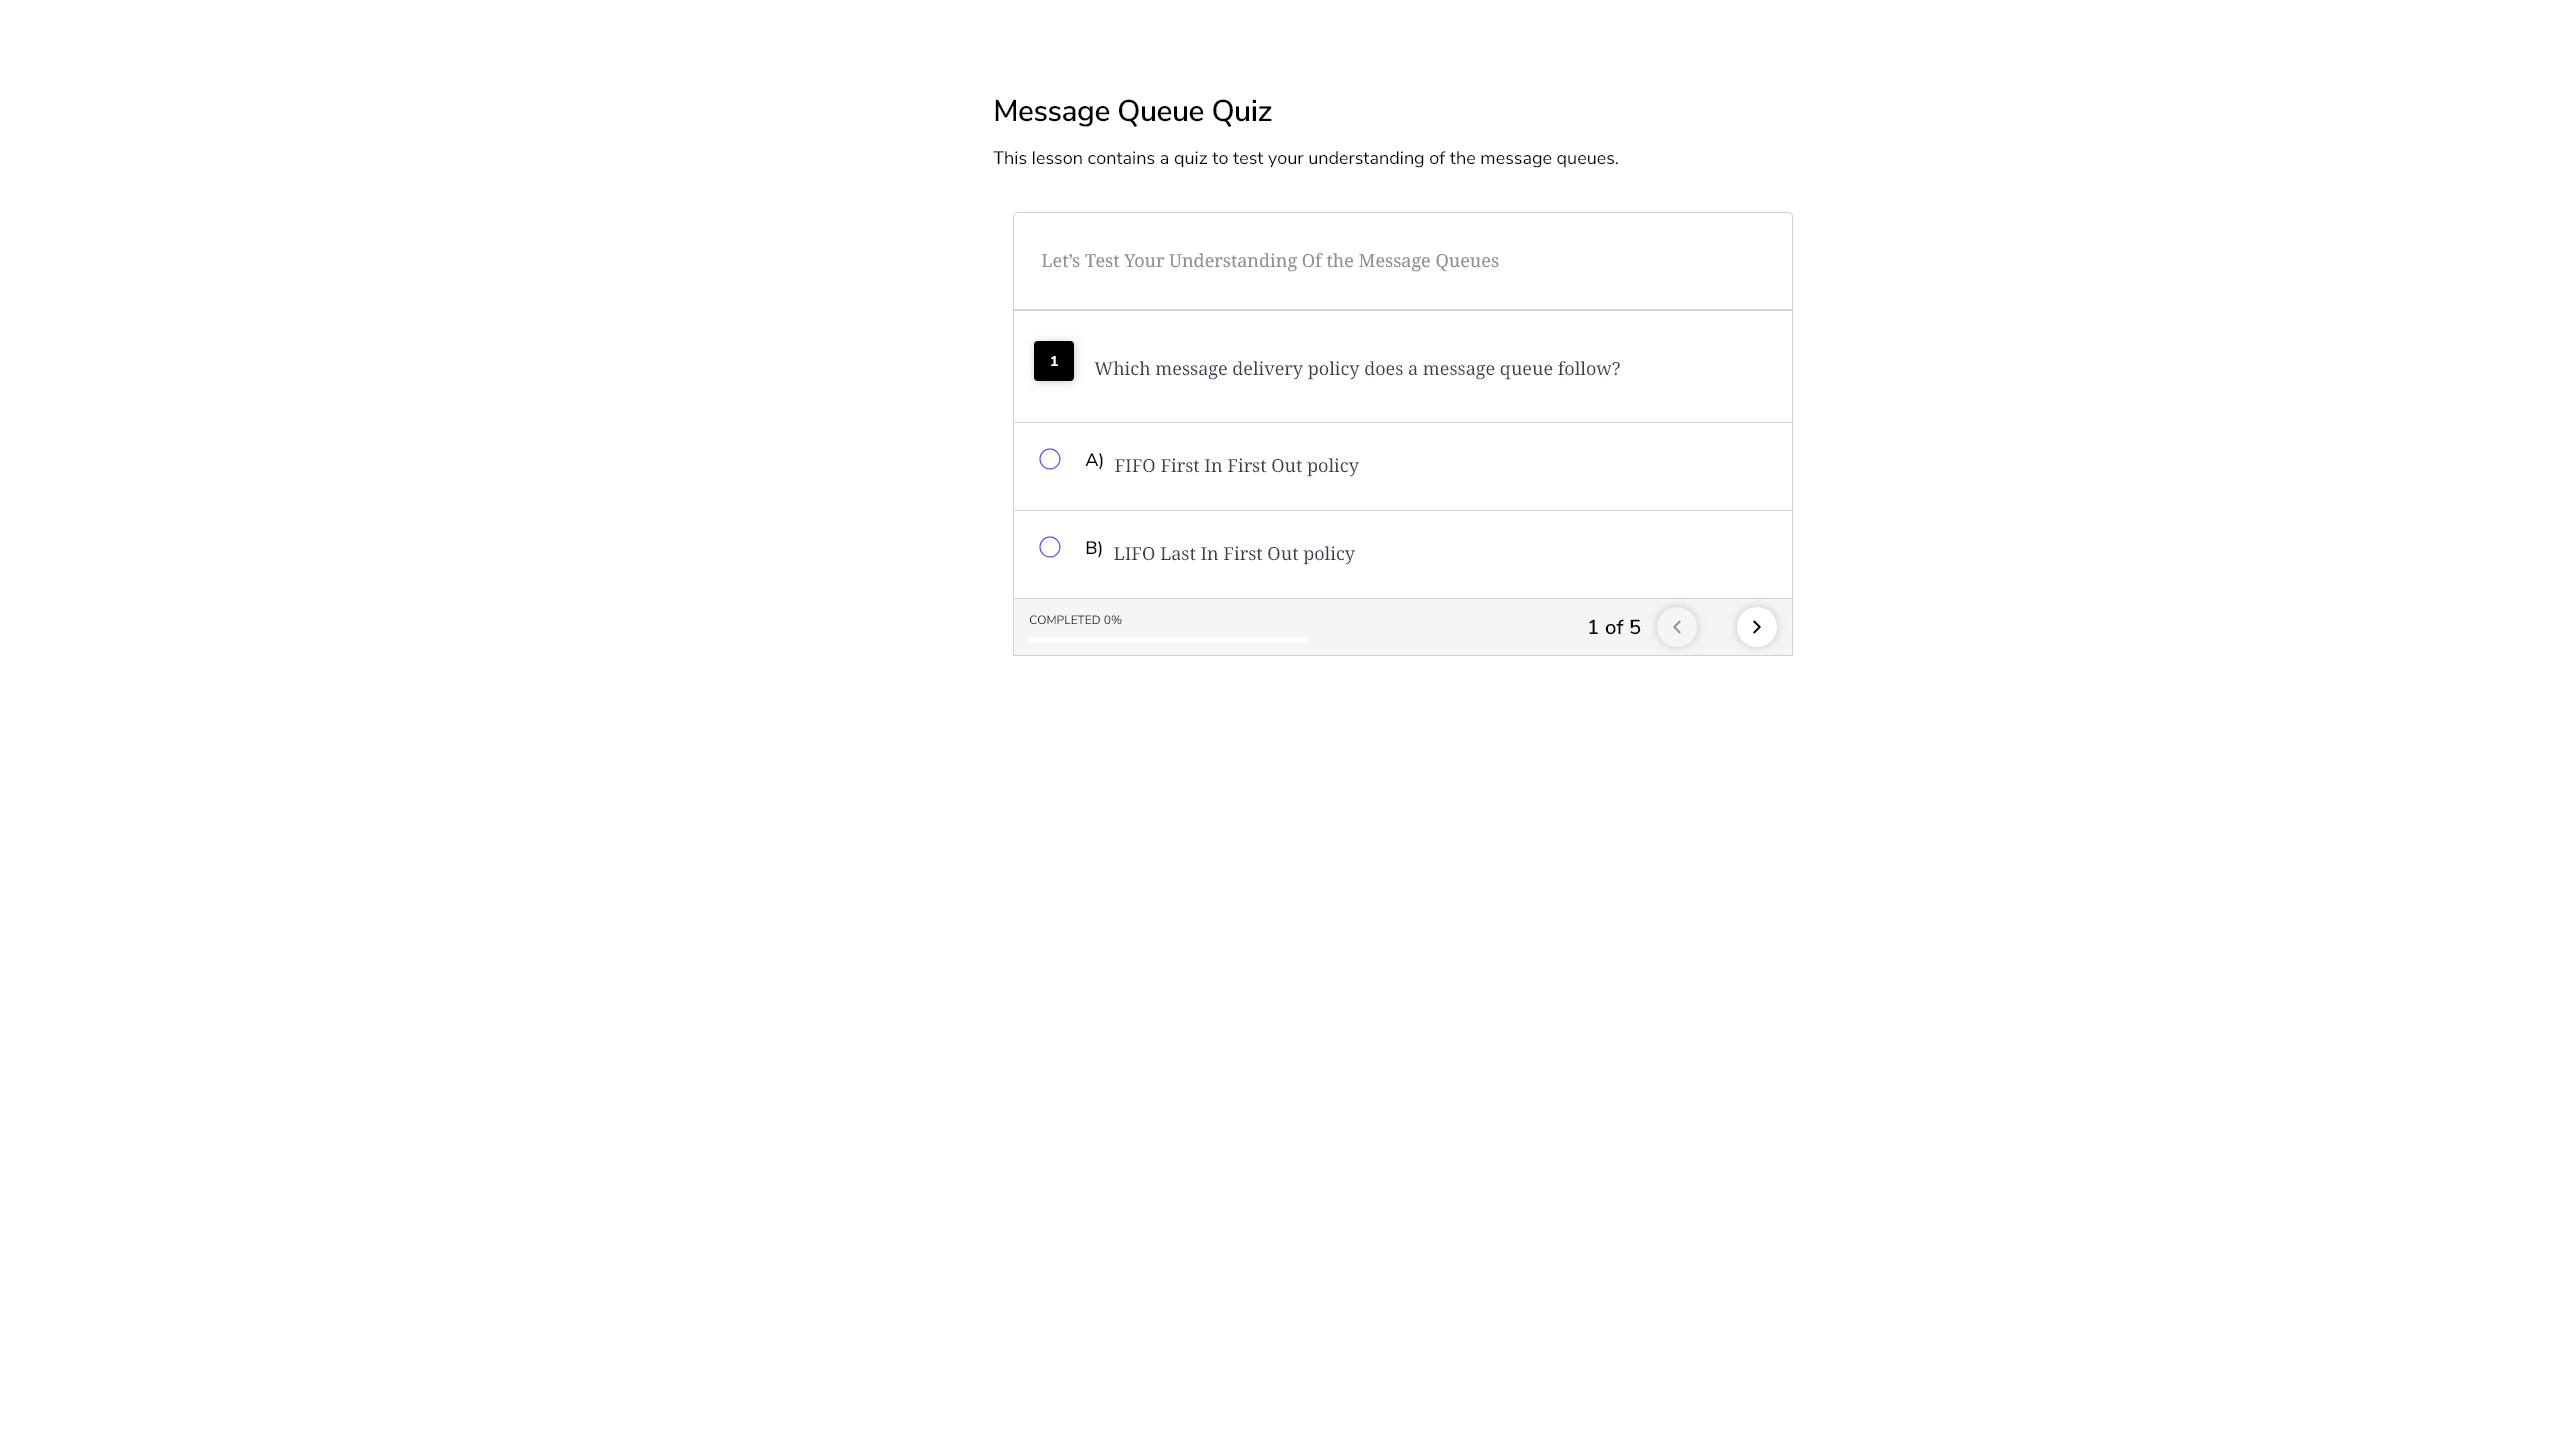 Message Queue Quiz
This lesson contains a quiz to test your understanding of the message queues.
Let’s Test Your Understanding Of the Message Queues
1 Which message delivery policy does a message queue follow?
A) FIFO First In First Out policy
B) LIFO Last In First Out policy
COMPLETED 0%
1 of 5